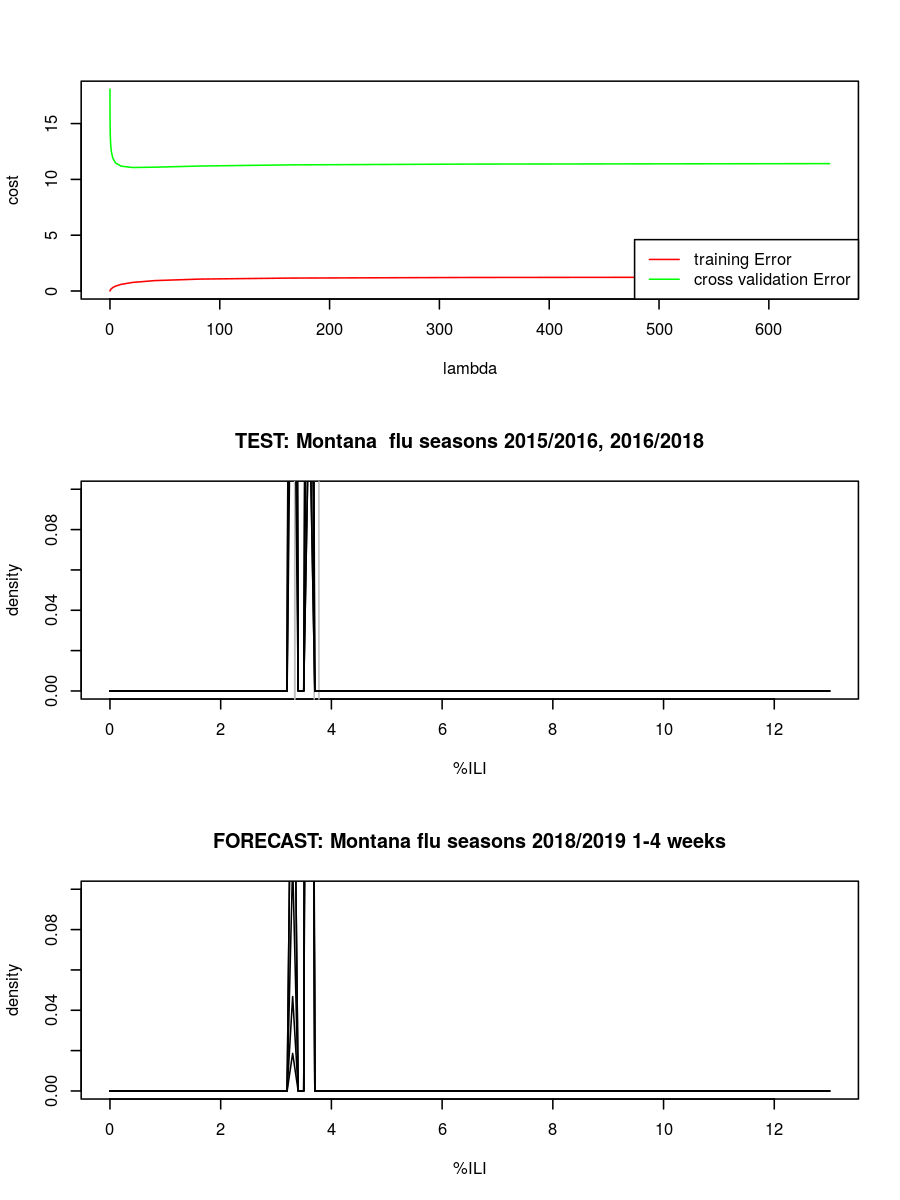 15
10
5
0
cost
training Error
cross validation Error
0 100 200 300 400 500 600
lambda
TEST: Montana  flu seasons 2015/2016, 2016/2018
0.08
0.04
0.00
density
0 2 4 6 8 10 12
%ILI
FORECAST: Montana flu seasons 2018/2019 1-4 weeks
0.08
0.04
0.00
density
0 2 4 6 8 10 12
%ILI